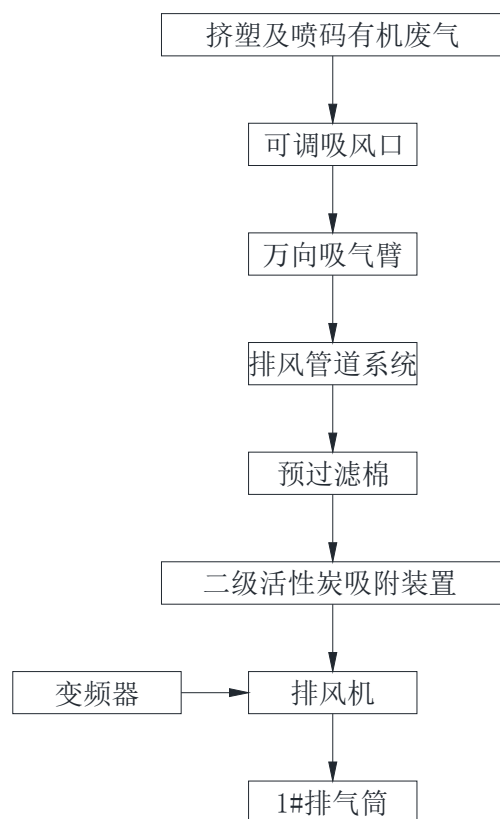 挤塑及喷码有机废气
可调吸风口
万向吸气臂
排风管道系统
预过滤棉
二级活性炭吸附装置
变频器
排风机
1#排气筒